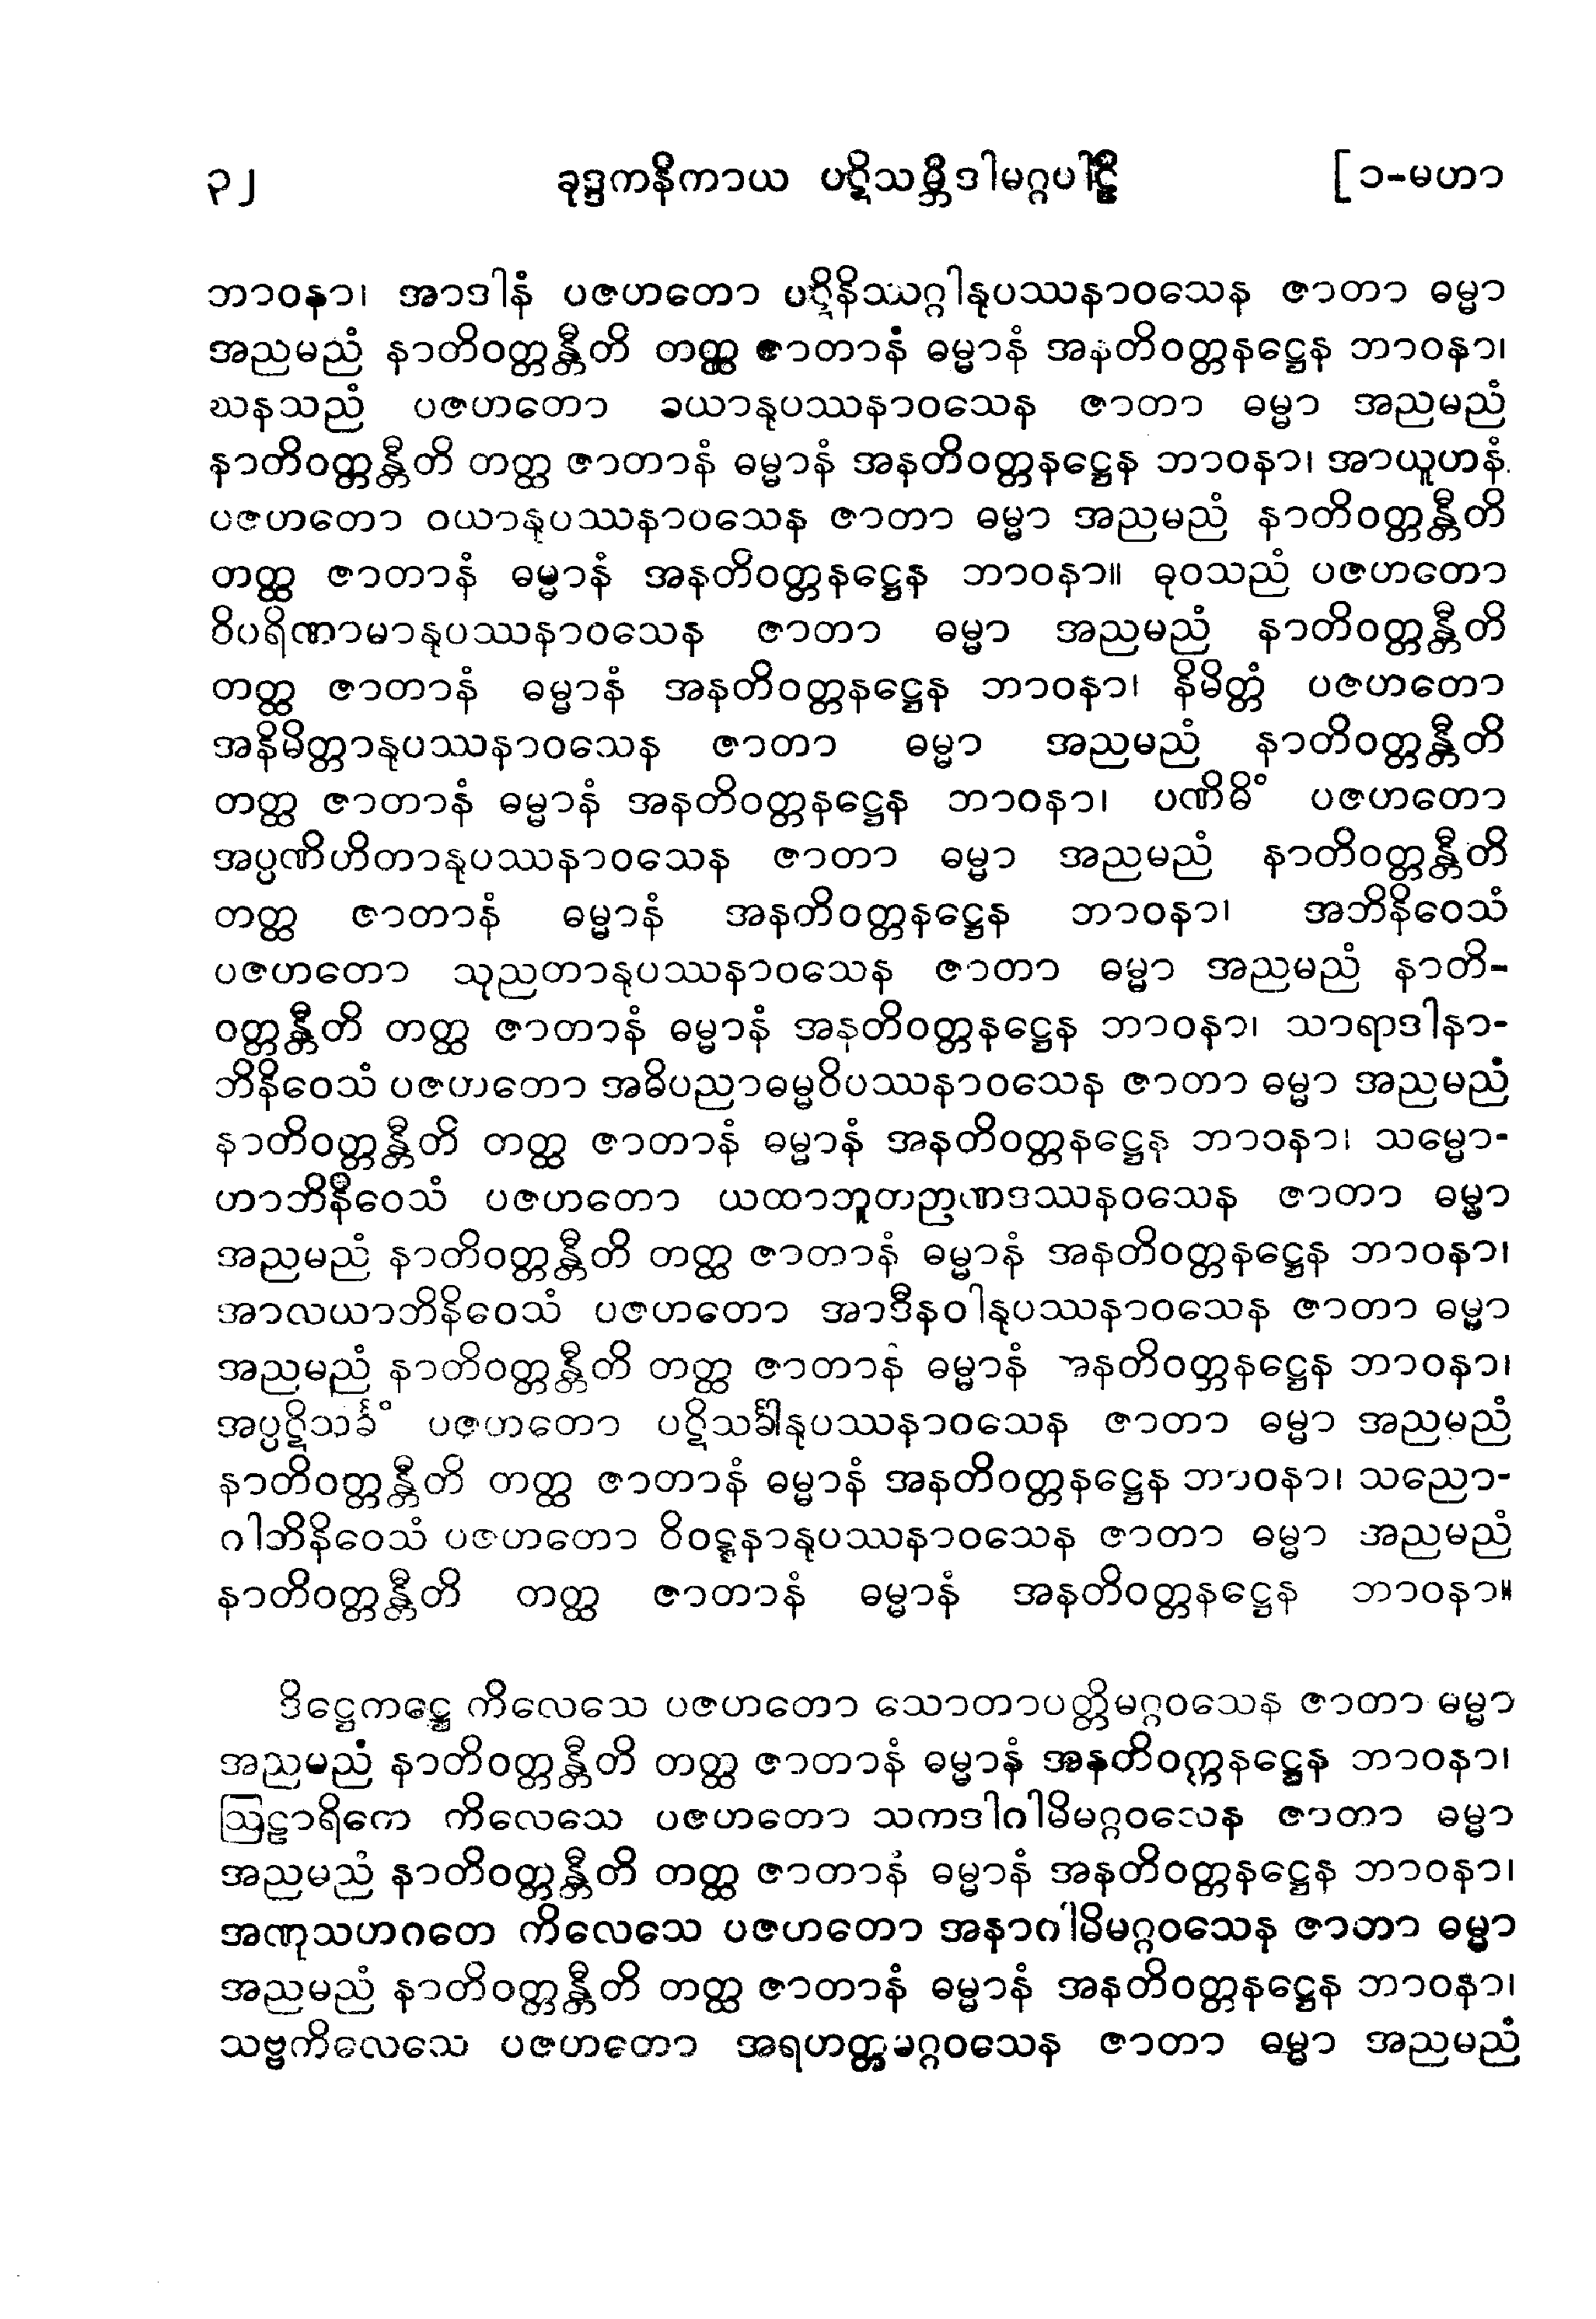 ၃၂ ခုဒ္ဒကနိကာယ ပဋိသမ္ဘိဒါမဂ္ဂပါဠိ [ ၁-မဟာ
ဘာဝနာ၊ အာဒါနံ ပဇဟတော ပဋိနိဿဂ္ဂါနုပဿနာဝသေန ဇာတာ ဓမ္မာ
အညမညံ နာတိဝတ္တန္တီတိ တတ္ထ ဇာတာနံ ဓမ္မာနံ အနတိဝတ္တနဋ္ဌေန ဘာဝနာ၊
ဃနသညံ ပဇဟတော ခယာနုပဿနာဝသေန ဇာတာ ဓမ္မာ အညမညံ
နာတိဝတ္တန္တီတိ တတ္ထ ဇာတာနံ ဓမ္မာနံ အနတိဝတ္တနဋ္ဌေန ဘာဝနာ၊ အာယူဟနံ
ပဇဟတော ဝယာနုပဿနာဝသေန ဇာတာ ဓမ္မာ အညမညံ နာတိဝတ္တန္တီတိ
တတ္ထ ဇာတာနံ ဓမ္မာနံ အနတိဝတ္တနဋ္ဌေန ဘာဝနာ။ ဓုဝသညံ ပဇဟတော
ဝိပရိဏာမာနုပဿနာဝသေန ဇာတာ ဓမ္မာ အညမညံ နာတိဝတ္တန္တီတိ
တတ္ထ ဇာတာနံ ဓမ္မာနံ အနတိဝတ္တနဋ္ဌေန ဘာဝနာ၊ နိမိတ္တံ ပဇဟတော
အနိမိတ္တာနုပဿနာဝသေန ဇာတာ ဓမ္မာ အညမညံ နာတိဝတ္တန္တီတိ
တတ္ထ ဇာတာနံ ဓမ္မာနံ အနတိဝတ္တနဋ္ဌေန ဘာဝနာ၊ ပဏိဓိံ ပဇဟတော
အပ္ပဏိဟိတာနုပဿနာဝသေန ဇာတာ ဓမ္မာ အညမညံ နာတိဝတ္တန္တီတိ
တတ္ထ ဇာတာနံ ဓမ္မာနံ အနတိဝတ္တနဋ္ဌေန ဘာဝနာ၊ အဘိနိဝေသံ
ပဇဟတော သုညတာနုပဿနာဝသေန ဇာတာ ဓမ္မာ အညမညံ နာတိ-
ဝတ္တန္တီတိ တတ္ထ ဇာတာနံ ဓမ္မာနံ အနတိဝတ္တနဋ္ဌေန ဘာဝနာ၊ သာရာဒါနာ-
ဘိနိဝေသံ ပဇဟတော အဓိပညာဓမ္မဝိပဿနာဝသေန ဇာတာ ဓမ္မာ အညမညံ
နာတိဝတ္တန္တီတိ တတ္ထ ဇာတာနံ ဓမ္မာနံ အနတိဝတ္တနဋ္ဌေန ဘာဝနာ၊ သမ္မော-
ဟာဘိနိဝေသံ ပဇဟတော ယထာဘူတဉာဏဒဿနဝသေန ဇာတာ ဓမ္မာ
အညမညံ နာတိဝတ္တန္တီတိ တတ္ထ ဇာတာနံ ဓမ္မာနံ အနတိဝတ္တနဋ္ဌေန ဘာဝနာ၊
အာလယာဘိနိဝေသံ ပဇဟတော အာဒီနဝါနုပဿနာဝသေန ဇာတာ ဓမ္မာ
အညမညံ နာတိဝတ္တန္တီတိ တတ္ထ ဇာတာနံ ဓမ္မာနံ အနတိဝတ္တနဋ္ဌေန ဘာဝနာ၊
အပ္ပဋိသင်္ခံ ပဇဟတော ပဋိသင်္ခါနုပဿနာဝသေန ဇာတာ ဓမ္မာ အညမညံ
နာတိဝတ္တန္တီတိ တတ္ထ ဇာတာနံ ဓမ္မာနံ အနတိဝတ္တနဋ္ဌေန ဘာဝနာ၊ သညော-
ဂါဘိနိဝေသံ ပဇဟတော ဝိဝဋ္ဋနာနုပဿနာဝသေန ဇာတာ ဓမ္မာ အညမညံ
နာတိဝတ္တန္တီတိ တတ္ထ ဇာတာနံ ဓမ္မာနံ အနတိဝတ္တနဋ္ဌေန ဘာဝနာ။
ဒိဋ္ဌေကဋ္ဌေ ကိလေသေ ပဇဟတော သောတာပတ္တိမဂ္ဂဝသေန ဇာတာ ဓမ္မာ
အညမညံ နာတိဝတ္တန္တီတိ တတ္ထ ဇာတာနံ ဓမ္မာနံ အနတိဝတ္တနဋ္ဌေန ဘာဝနာ၊
ဩဠာရိကေ ကိလေသေ ပဇဟတော သကဒါဂါမိမဂ္ဂဝသေန ဇာတာ ဓမ္မာ
အညမညံ နာတိဝတ္တန္တီတိ တတ္ထ ဇာတာနံ ဓမ္မာနံ အနတိဝတ္တနဋ္ဌေန ဘာဝနာ၊
အဏုသဟဂတေ ကိလေသေ ပဇဟတော အနာဂါမိမဂ္ဂဝသေန ဇာတာ ဓမ္မာ
အညမညံ နာတိဝတ္တန္တီတိ တတ္ထ ဇာတာနံ ဓမ္မာနံ အနတိဝတ္တနဋ္ဌေန ဘာဝနာ၊
သဗ္ဗကိလေသေ ပဇဟတော အရဟတ္တမဂ္ဂဝသေန ဇာတာ ဓမ္မာ အညမညံ